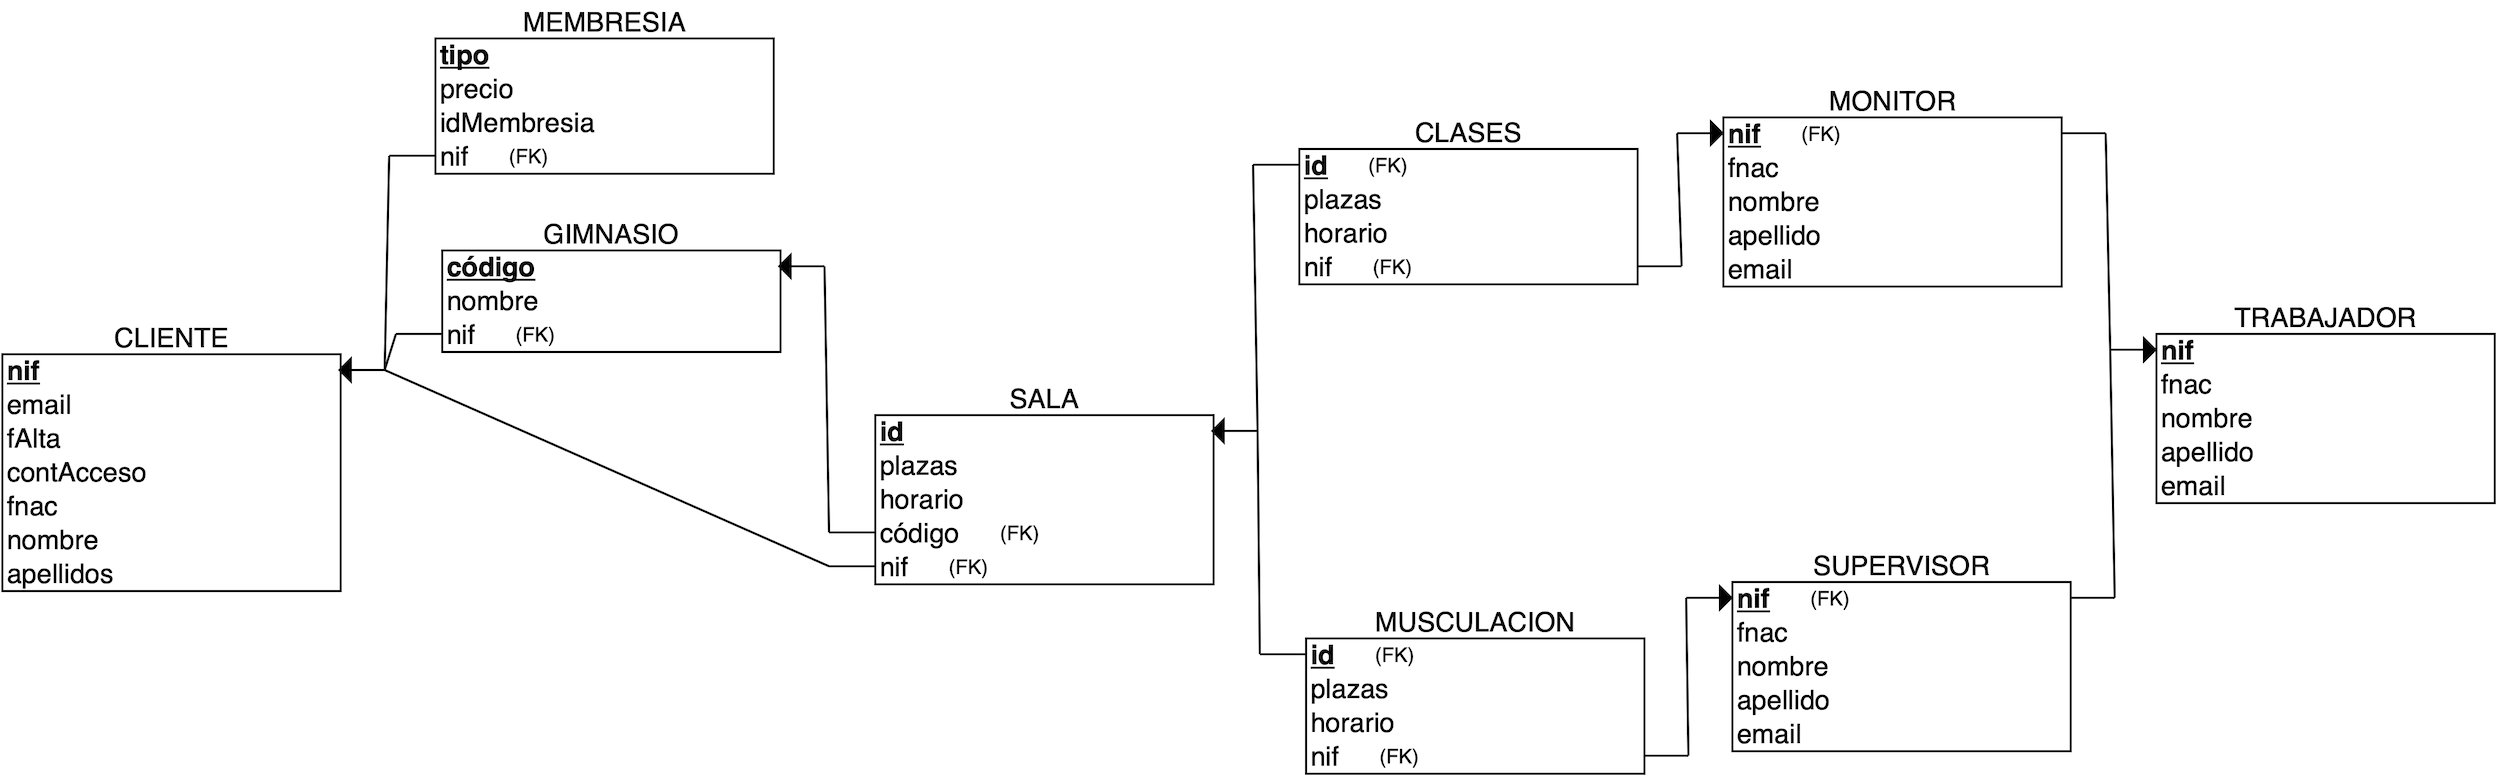 MEMBRESIA
tipo
precio
idMembresia
nif (FK)
GIMNASIO
código
nombre
nif (FK)
CLIENTE
nif
email
fAlta
contAcceso
fnac
nombre
apellidos
SALA
id
plazas
horario
código (FK)
nif (FK)
CLASES
id (FK)
plazas
horario
nif (FK)
MUSCULACION
id (FK)
plazas
horario
nif (FK)
MONITOR
nif (FK)
fnac
nombre
apellido
email
SUPERVISOR
nif (FK)
fnac
nombre
apellido
email
TRABAJADOR
nif
fnac
nombre
apellido
email